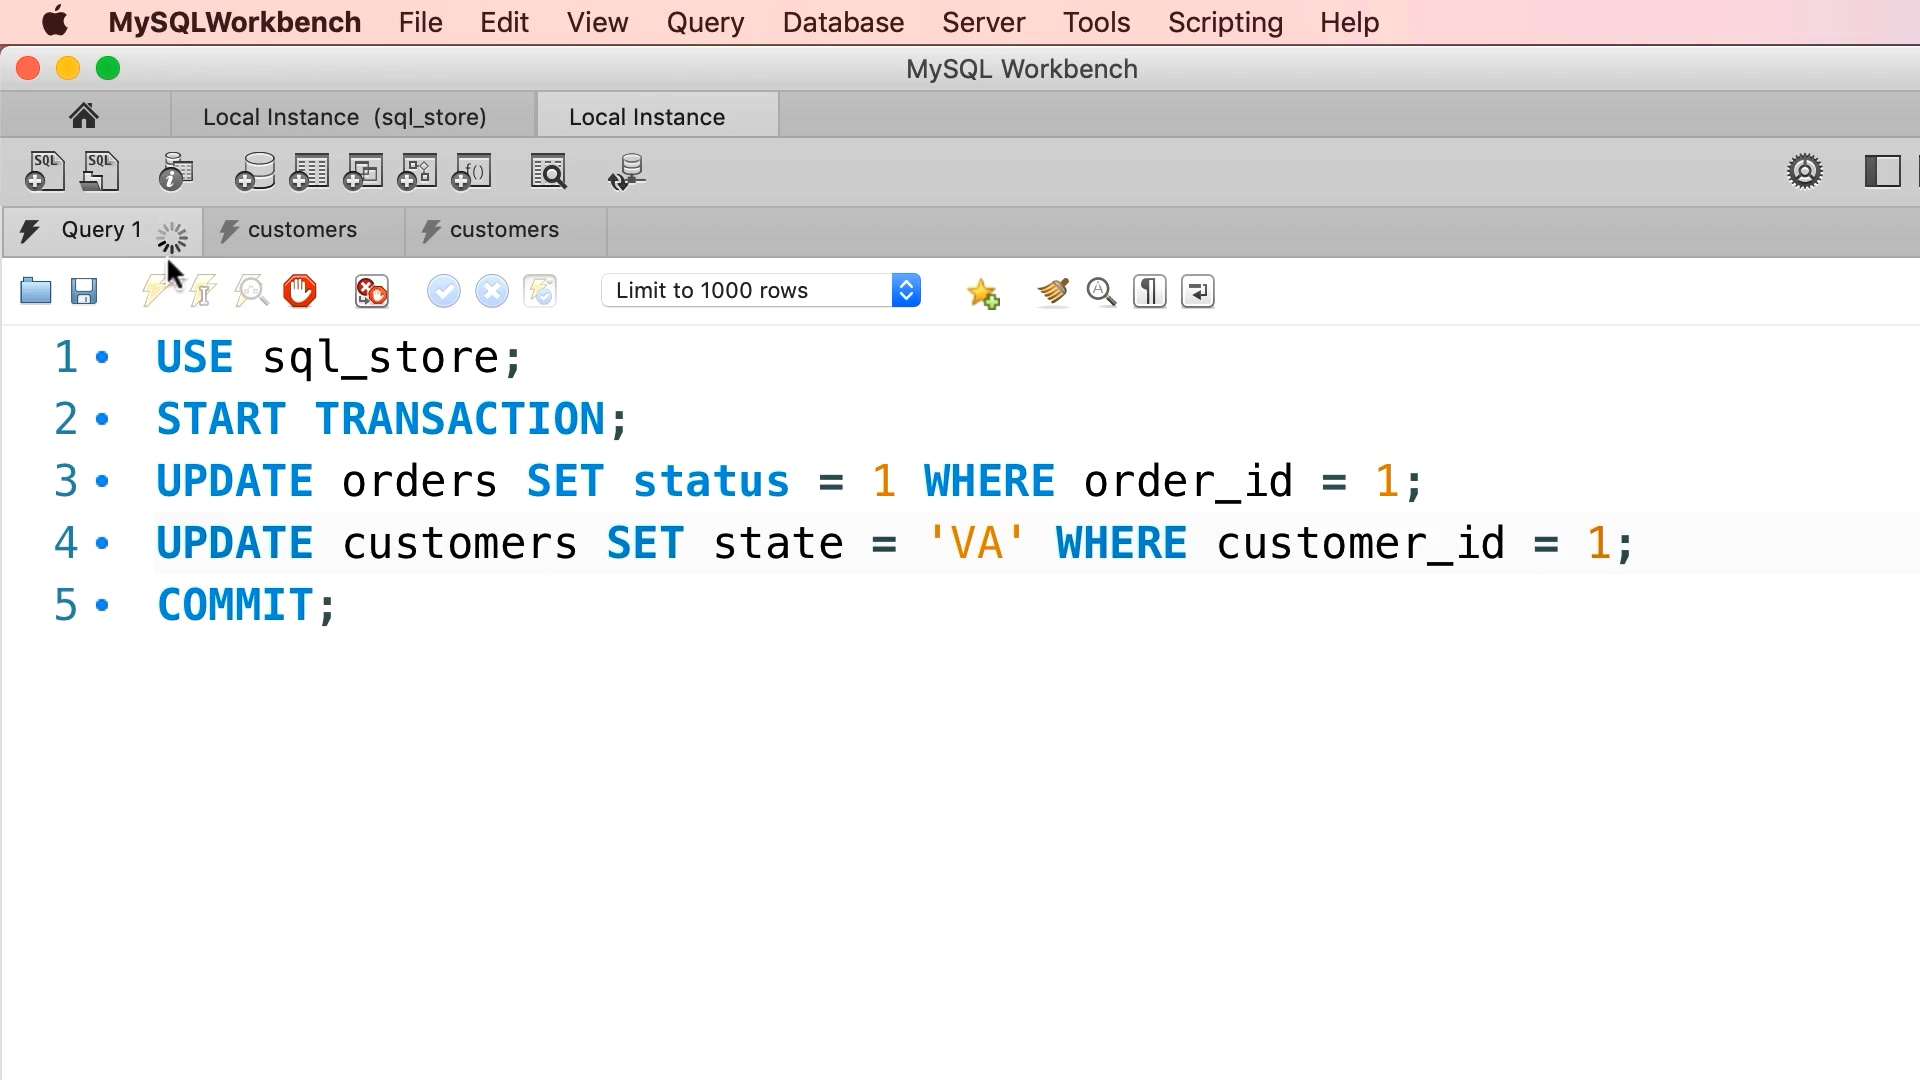 MySQLWorkbench File Edit View Query Database Server Tools Scripting Help
MySQL Workbench
Local Instance (sql_store) Local Instance
SQL SQL
Query 1 customers customers
Limit to 1000 rows
1 USE sql_store;
2 START TRANSACTION;
3 UPDATE orders SET status = 1 WHERE order_id = 1;
4 UPDATE customers SET state = 'VA' WHERE customer_id = 1;
5 COMMIT;